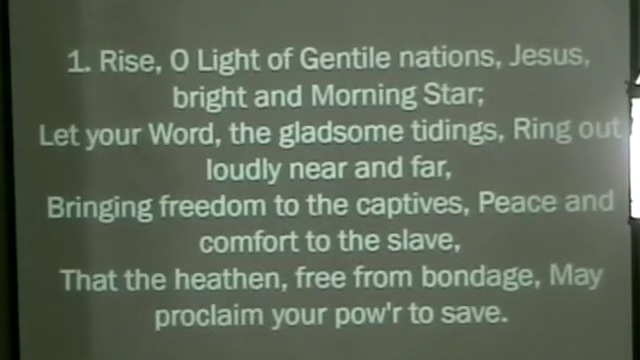 1. Rise, O Light of Gentile nations, Jesus,
bright and Morning Star;
Let your Word, the gladsome tidings, Ring out
loudly near and far,
Bringing freedom to the captives, Peace and
comfort to the slave,
That the heathen, free from bondage, May
proclaim your pow'r to save.